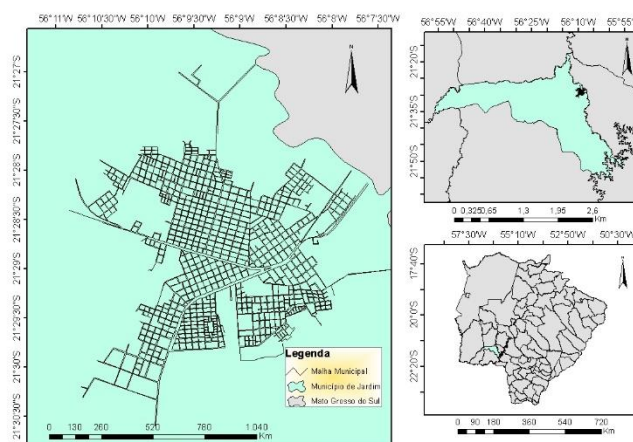 56°11'W 56°10'30"W 56°10'W 56°9'30"W 56°9'W 56°8'30"W 56°8'W 56°7'30"W
21°27'S
21°27'30"S
21°28'S
21°28'30"S
21°29'S
21°29'30"S
21°30'S
21°30'30"S
N
Legenda
Malha Municipal
Município de Jardim
Mato Grosso do Sul
0 130 260 520 780 1.040
Km
56°55'W 56°40'W 56°25'W 56°10'W 55°55'
21°20'S
21°35'S
21°50'S
N
0 0,325 0,65 1,3 1,95 2,6
Km
57°30'W 55°10'W 52°50'W 50°30'W
17°40'S
20°0'S
22°20'S
0 90 180 360 540 720
Km